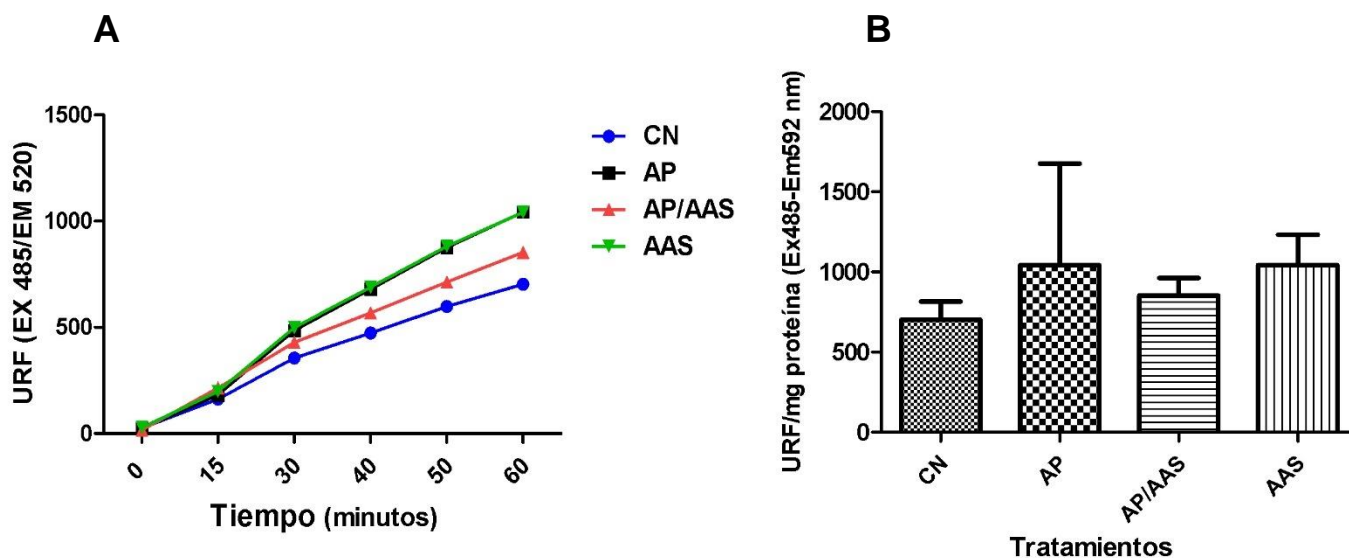 A
URF (EX 485/EM 520)
1500
1000
500
0
0
15
30
40
50
60
Tiempo (minutos)
CN
AP
AP/AAS
AAS
B
URF/mg proteína (Ex485-Em592 nm)
2000
1500
1000
500
0
CN
AP
AP/AAS
AAS
Tratamientos